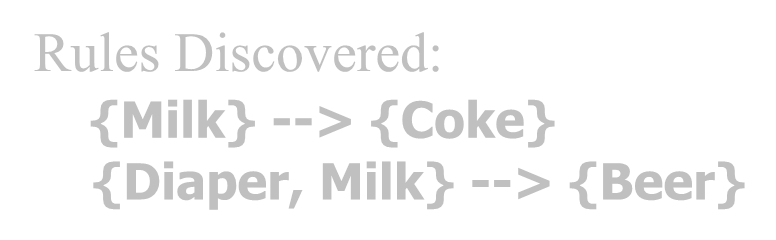 Rules Discovered:
{Milk} --> {Coke}
{Diaper, Milk} --> {Beer}